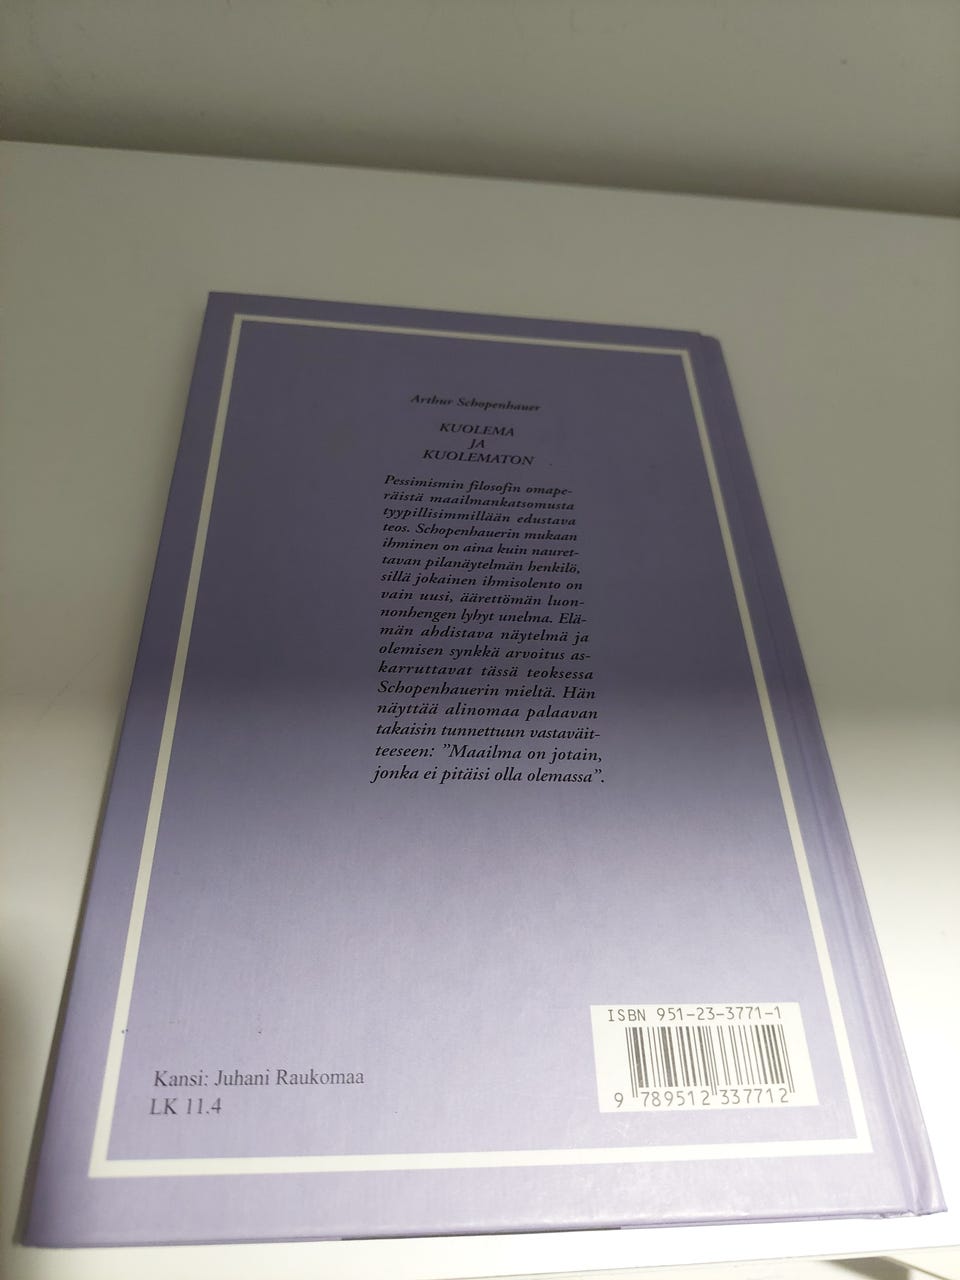 Arthur Schopenhauer
KUOLEMA
JA
KUOLEMATON
Pessimismin filosofin omape-
räistä maailmankatsomusta
tyypillisimmillään edustava
teos. Schopenhauerin mukaan
ihminen on aina kuin nauret-
tavan pilanäytelmän henkilö,
sillä jokainen ihmisolento on
vain uusi, äärettömän luon-
nonhengen lyhyt unelma. Elä-
män ahdistava näytelmä ja
olemisen synkkä arvoitus as-
karruttavat tässä teoksessa
Schopenhauerin mieltä. Hän
näyttää alinomaa palaavan
takaisin tunnettuun vastaväit-
teeseen: ”Maailma on jotain,
jonka ei pitäisi olla olemassa”.
ISBN 951-23-3771-1
9 789512 337712
Kansi: Juhani Raukomaa
LK 11.4